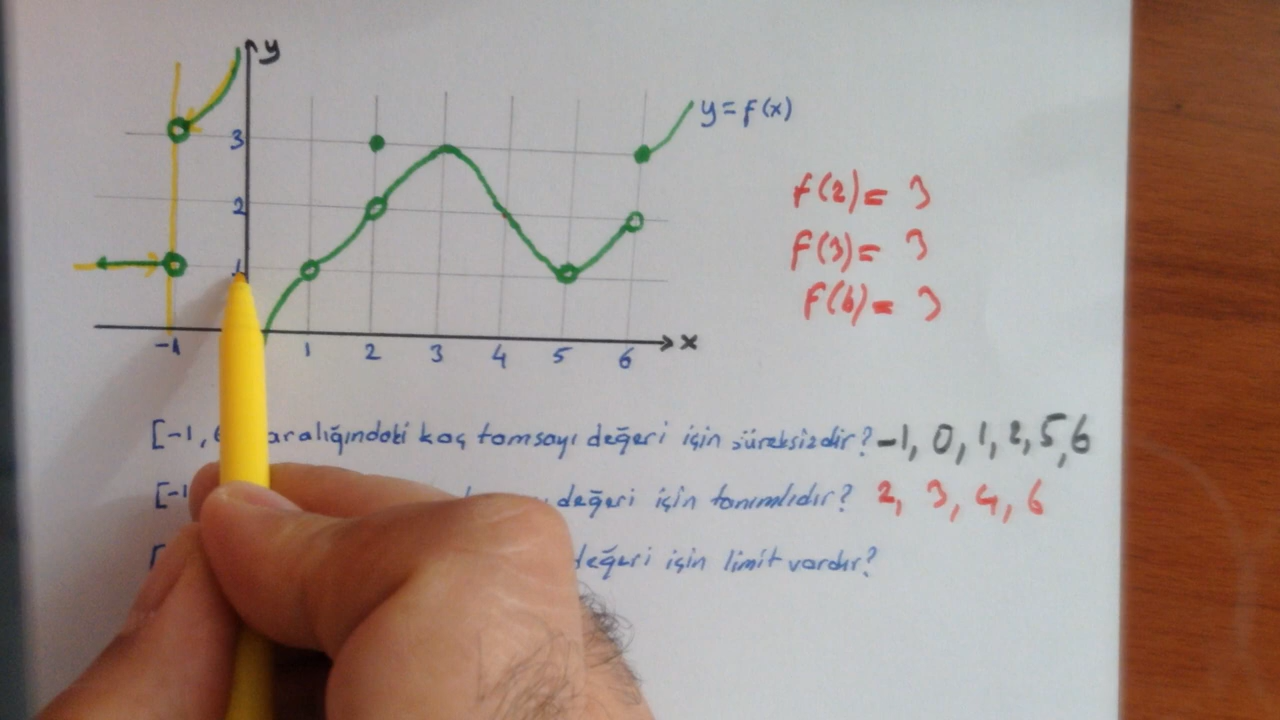 y
y = f(x)
3
2
1
-1 1 2 3 4 5 6 x
f(2) = 3
f(3) = 3
f(6) = 3
[-1, aralığındaki kaç tamsayı değeri için süreksizdir? -1, 0, 1, 2, 5, 6
[-1 değeri için tanımlıdır? 2, 3, 4, 6
[ değeri için limit vardır?